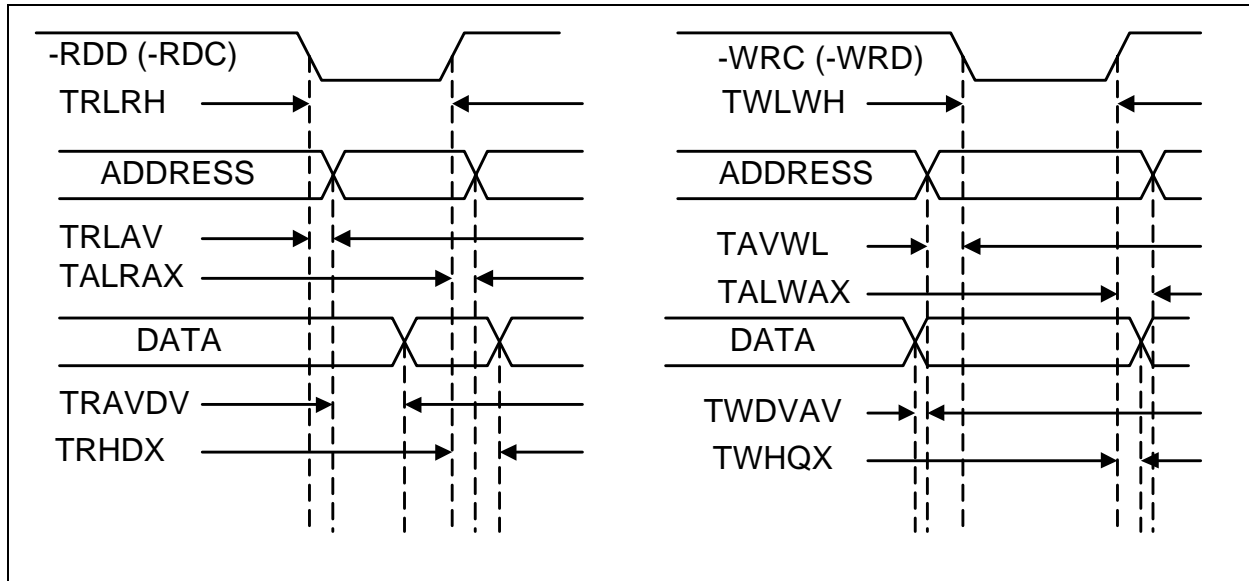 -RDD (-RDC)
TRLRH
ADDRESS
TRLAV
TALRAX
DATA
TRAVDV
TRHDX
-WRC (-WRD)
TWLWH
ADDRESS
TAVWL
TALWAX
DATA
TWDVAV
TWHQX